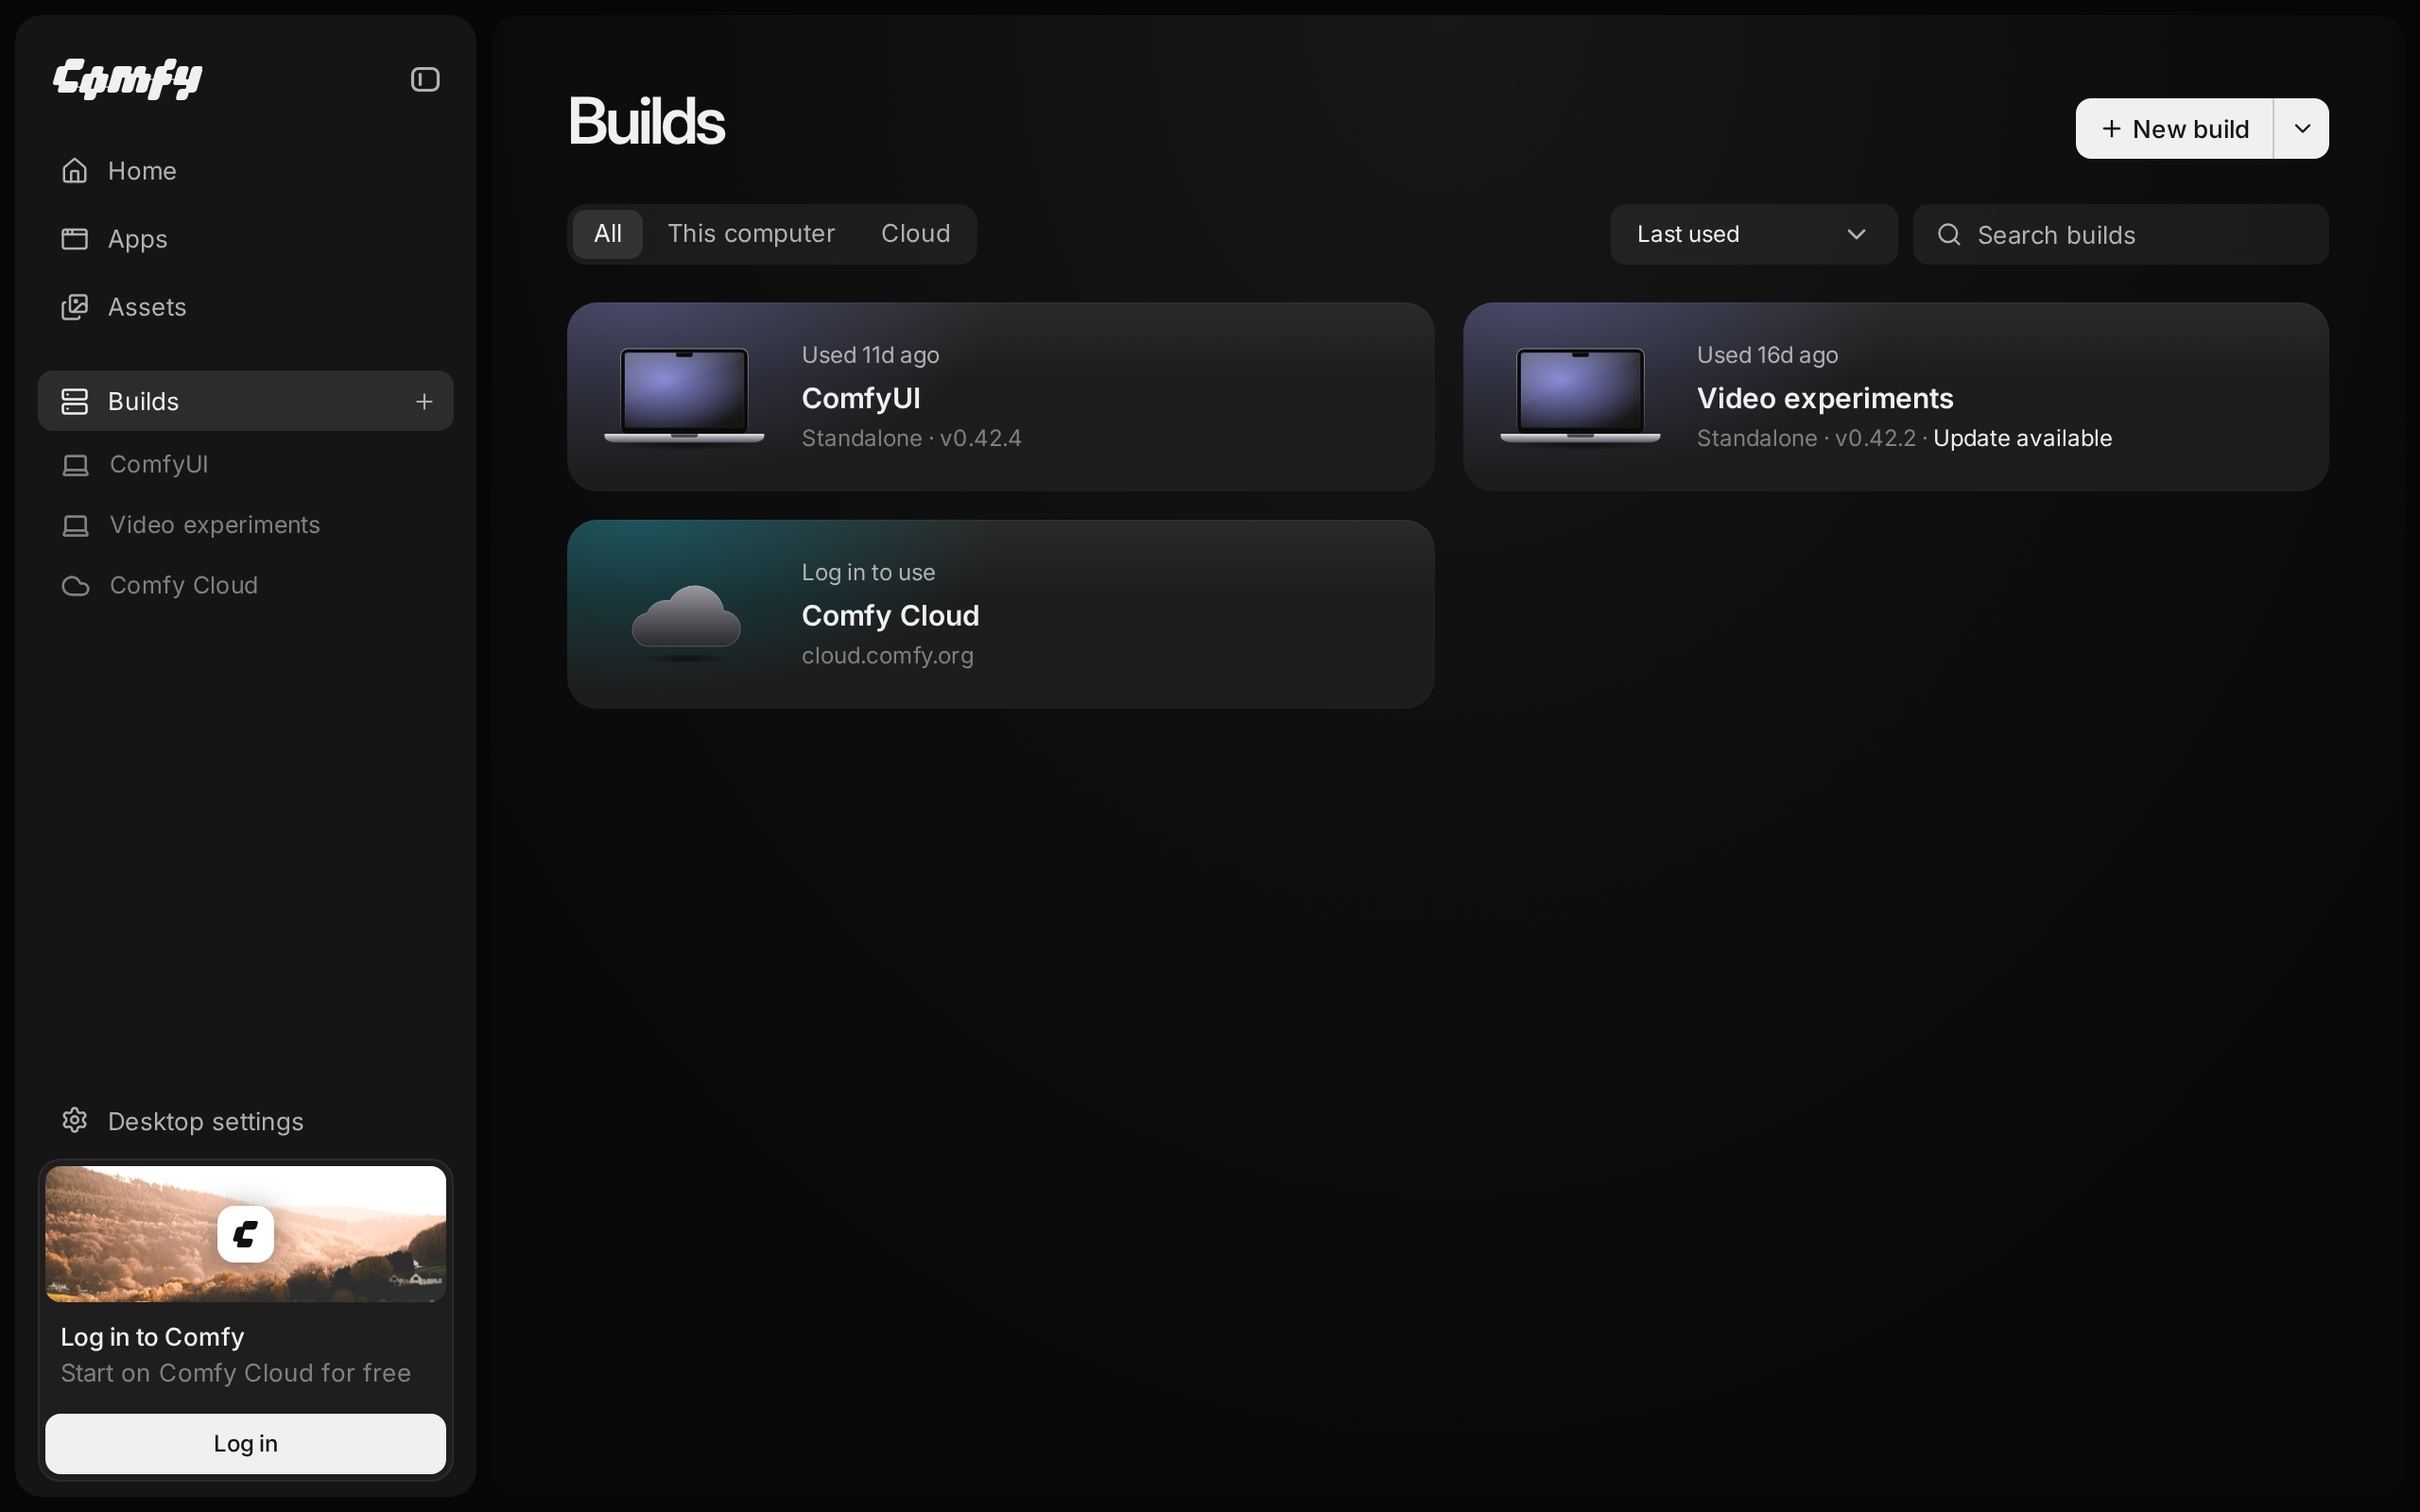 Comfy
Home
Apps
Assets
Builds
ComfyUI
Video experiments
Comfy Cloud
Desktop settings
Log in to Comfy
Start on Comfy Cloud for free
Log in
Builds
New build
All
This computer
Cloud
Last used
Search builds
Used 11d ago
ComfyUI
Standalone · v0.42.4
Used 16d ago
Video experiments
Standalone · v0.42.2 · Update available
Log in to use
Comfy Cloud
cloud.comfy.org